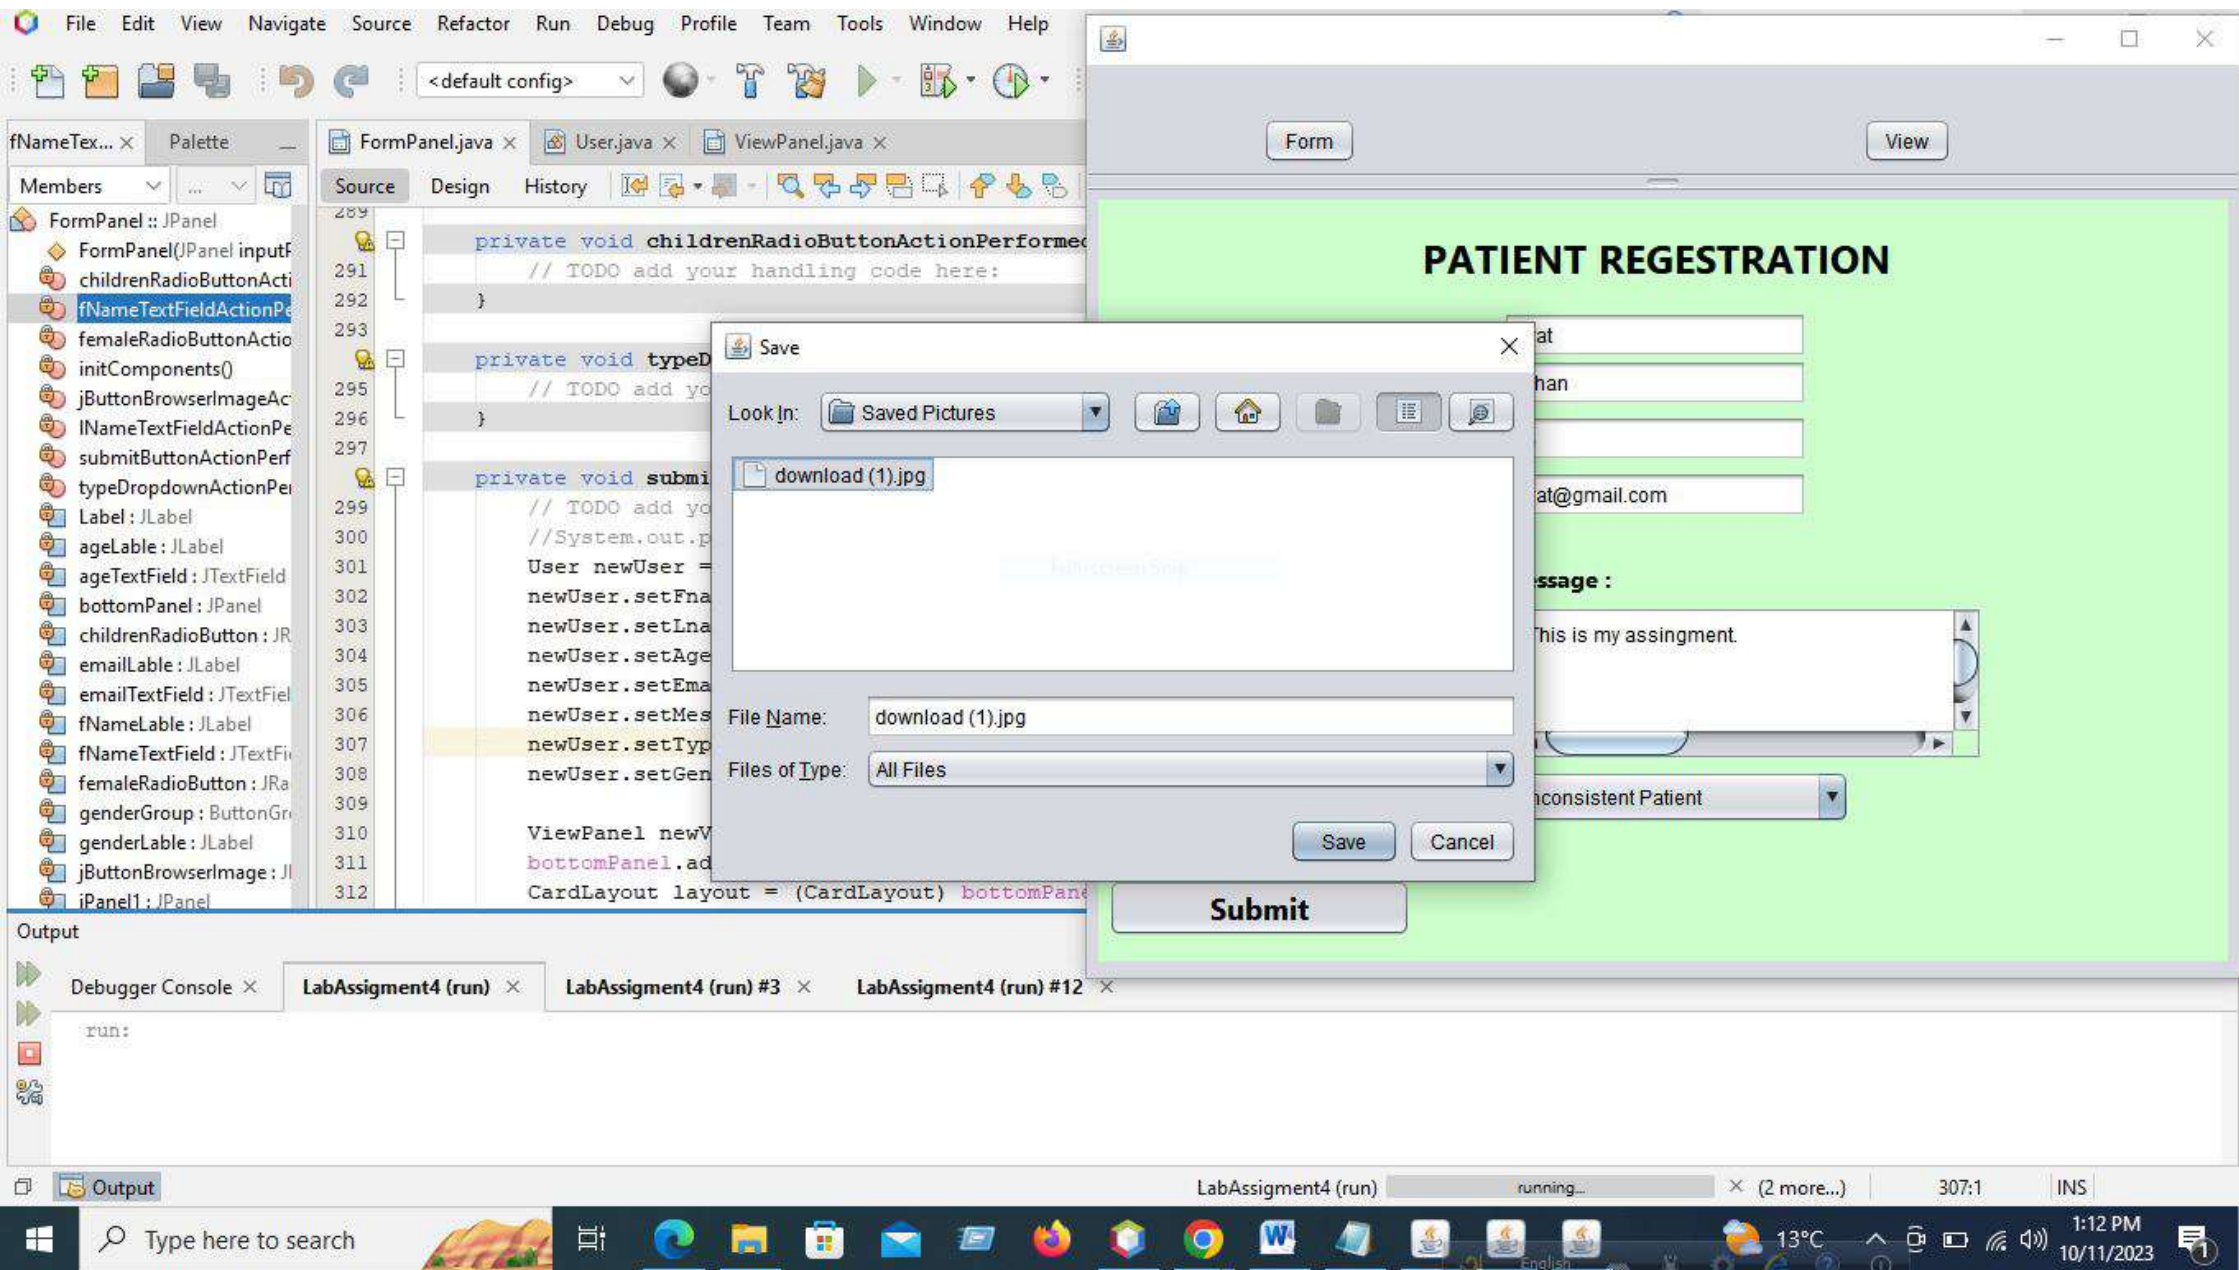 File Edit View Navigate Source Refactor Run Debug Profile Team Tools Window Help
<default config>
fNameTex... Palette
FormPanel.java User.java ViewPanel.java
Members ...
Source Design History
FormPanel :: JPanel
FormPanel(JPanel inputF
childrenRadioButtonActi
fNameTextFieldActionPe
femaleRadioButtonActio
initComponents()
jButtonBrowserImageAc
lNameTextFieldActionPe
submitButtonActionPerf
typeDropdownActionPer
Label : JLabel
ageLable : JLabel
ageTextField : JTextField
bottomPanel : JPanel
childrenRadioButton : JR
emailLable : JLabel
emailTextField : JTextFiel
fNameLable : JLabel
fNameTextField : JTextFi
femaleRadioButton : JRa
genderGroup : ButtonGr
genderLable : JLabel
jButtonBrowserImage : J
jPanel1 : JPanel
289
private void childrenRadioButtonActionPerformed
291 // TODO add your handling code here:
292 }
293
private void typeD
295 // TODO add yo
296 }
297
private void submi
299 // TODO add yo
300 //System.out.p
301 User newUser =
302 newUser.setFna
303 newUser.setLna
304 newUser.setAge
305 newUser.setEma
306 newUser.setMes
307 newUser.setTyp
308 newUser.setGen
309
310 ViewPanel newV
311 bottomPanel.ad
312 CardLayout layout = (CardLayout) bottomPane
Save
Look In: Saved Pictures
download (1).jpg
File Name: download (1).jpg
Files of Type: All Files
Save Cancel
Form View
PATIENT REGESTRATION
at
han
at@gmail.com
essage :
This is my assingment.
nconsistent Patient
Submit
Output
Debugger Console LabAssigment4 (run) LabAssigment4 (run) #3 LabAssigment4 (run) #12
run:
Output
LabAssigment4 (run) running... (2 more...) 307:1 INS
Type here to search
13°C
1:12 PM
10/11/2023
English
1